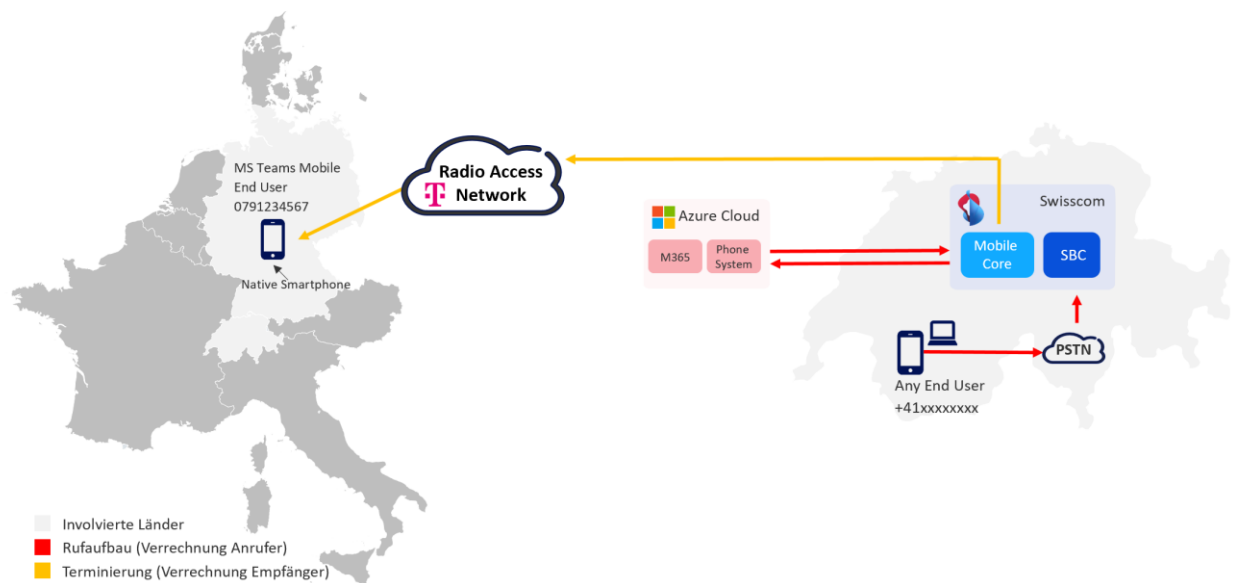 MS Teams Mobile
End User
0791234567
Native Smartphone
Radio Access
Network
Azure Cloud
M365
Phone
System
Swisscom
Mobile
Core
SBC
PSTN
Any End User
+41xxxxxxxx
Involvierte Länder
Rufaufbau (Verrechnung Anrufer)
Terminierung (Verrechnung Empfänger)